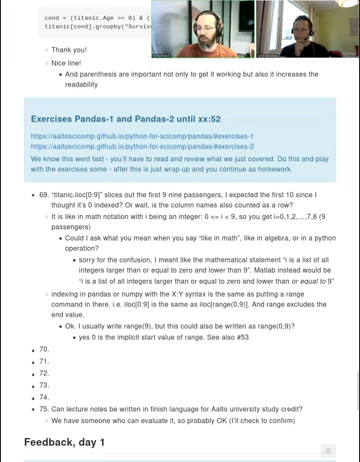 cond = (titanic.Age >= 0) & (
titanic[cond].groupby("Surviv
Thank you!
Nice line!
And parenthesis are important not only to get it working but also it increases the
readability
Exercises Pandas-1 and Pandas-2 until xx:52
https://aaltoscicomp.github.io/python-for-scicomp/pandas/#exercises-1
https://aaltoscicomp.github.io/python-for-scicomp/pandas/#exercises-2
We know this went fast - you'll have to read and review what we just covered. Do this and play
with the exercises some - after this is just wrap-up and you continue as homework.
69. "titanic.iloc[0:9]" slices out the first 9 nine passengers, I expected the first 10 since I
thought it's 0 indexed? Or wait, is the column names also counted as a row?
It is like in math notation with i being an integer: 0 <= i < 9, so you get i=0,1,2,...,7,8 (9
passengers)
Could I ask what you mean when you say "like in math", like in algebra, or in a python
operation?
sorry for the confusion, I meant like the mathematical statement "i is a list of all
integers larger than or equal to zero and lower than 9". Matlab instead would be
"i is a list of all integers larger than or equal to zero and lower than or equal to 9"
indexing in pandas or numpy with the X:Y syntax is the same as putting a range
command in there. i.e. iloc[0:9] is the same as iloc[range(0,9)]. And range excludes the
end value.
Ok. I usually write range(9), but this could also be written as range(0,9)?
yes 0 is the implicit start value of range. See also #53
70.
71.
72.
73.
74.
75. Can lecture notes be written in finish language for Aalto university study credit?
We have someone who can evaluate it, so probably OK (I'll check to confirm)
Feedback, day 1